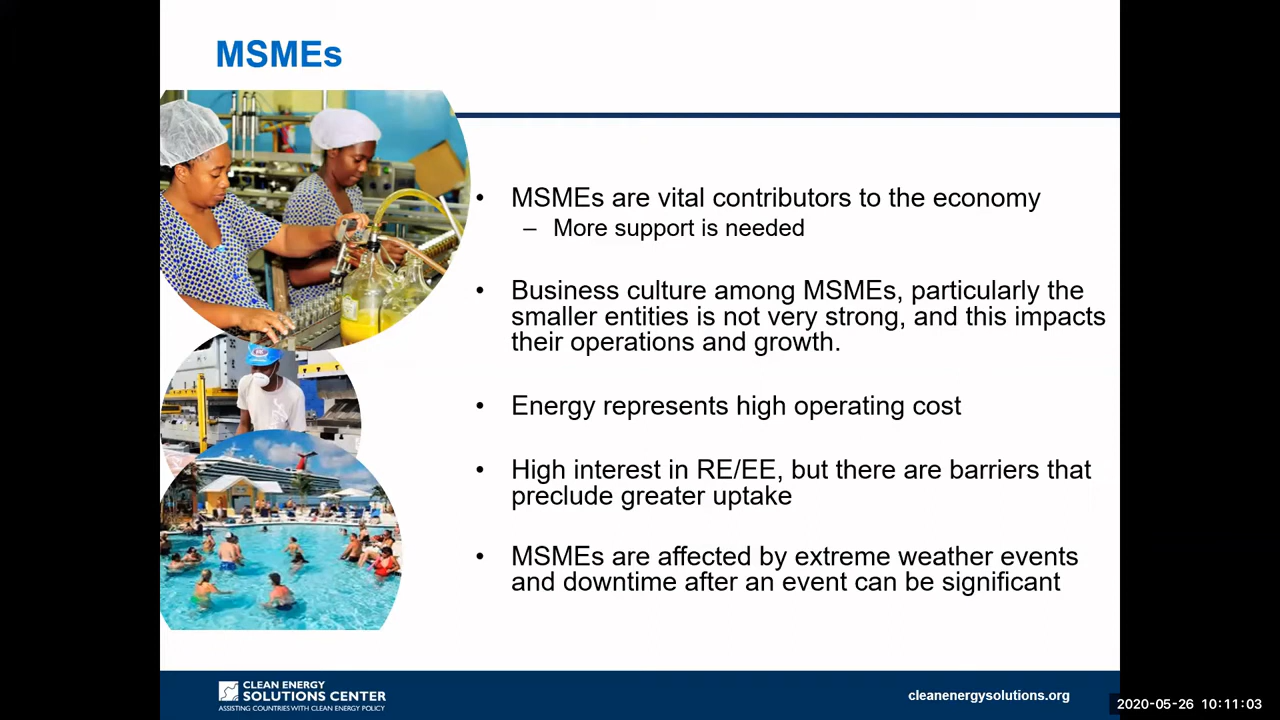 MSMEs
• MSMEs are vital contributors to the economy
– More support is needed
• Business culture among MSMEs, particularly the
smaller entities is not very strong, and this impacts
their operations and growth.
• Energy represents high operating cost
• High interest in RE/EE, but there are barriers that
preclude greater uptake
• MSMEs are affected by extreme weather events
and downtime after an event can be significant
CLEAN ENERGY
SOLUTIONS CENTER
ASSISTING COUNTRIES WITH CLEAN ENERGY POLICY
cleanenergysolutions.org
2020-05-26 10:11:03